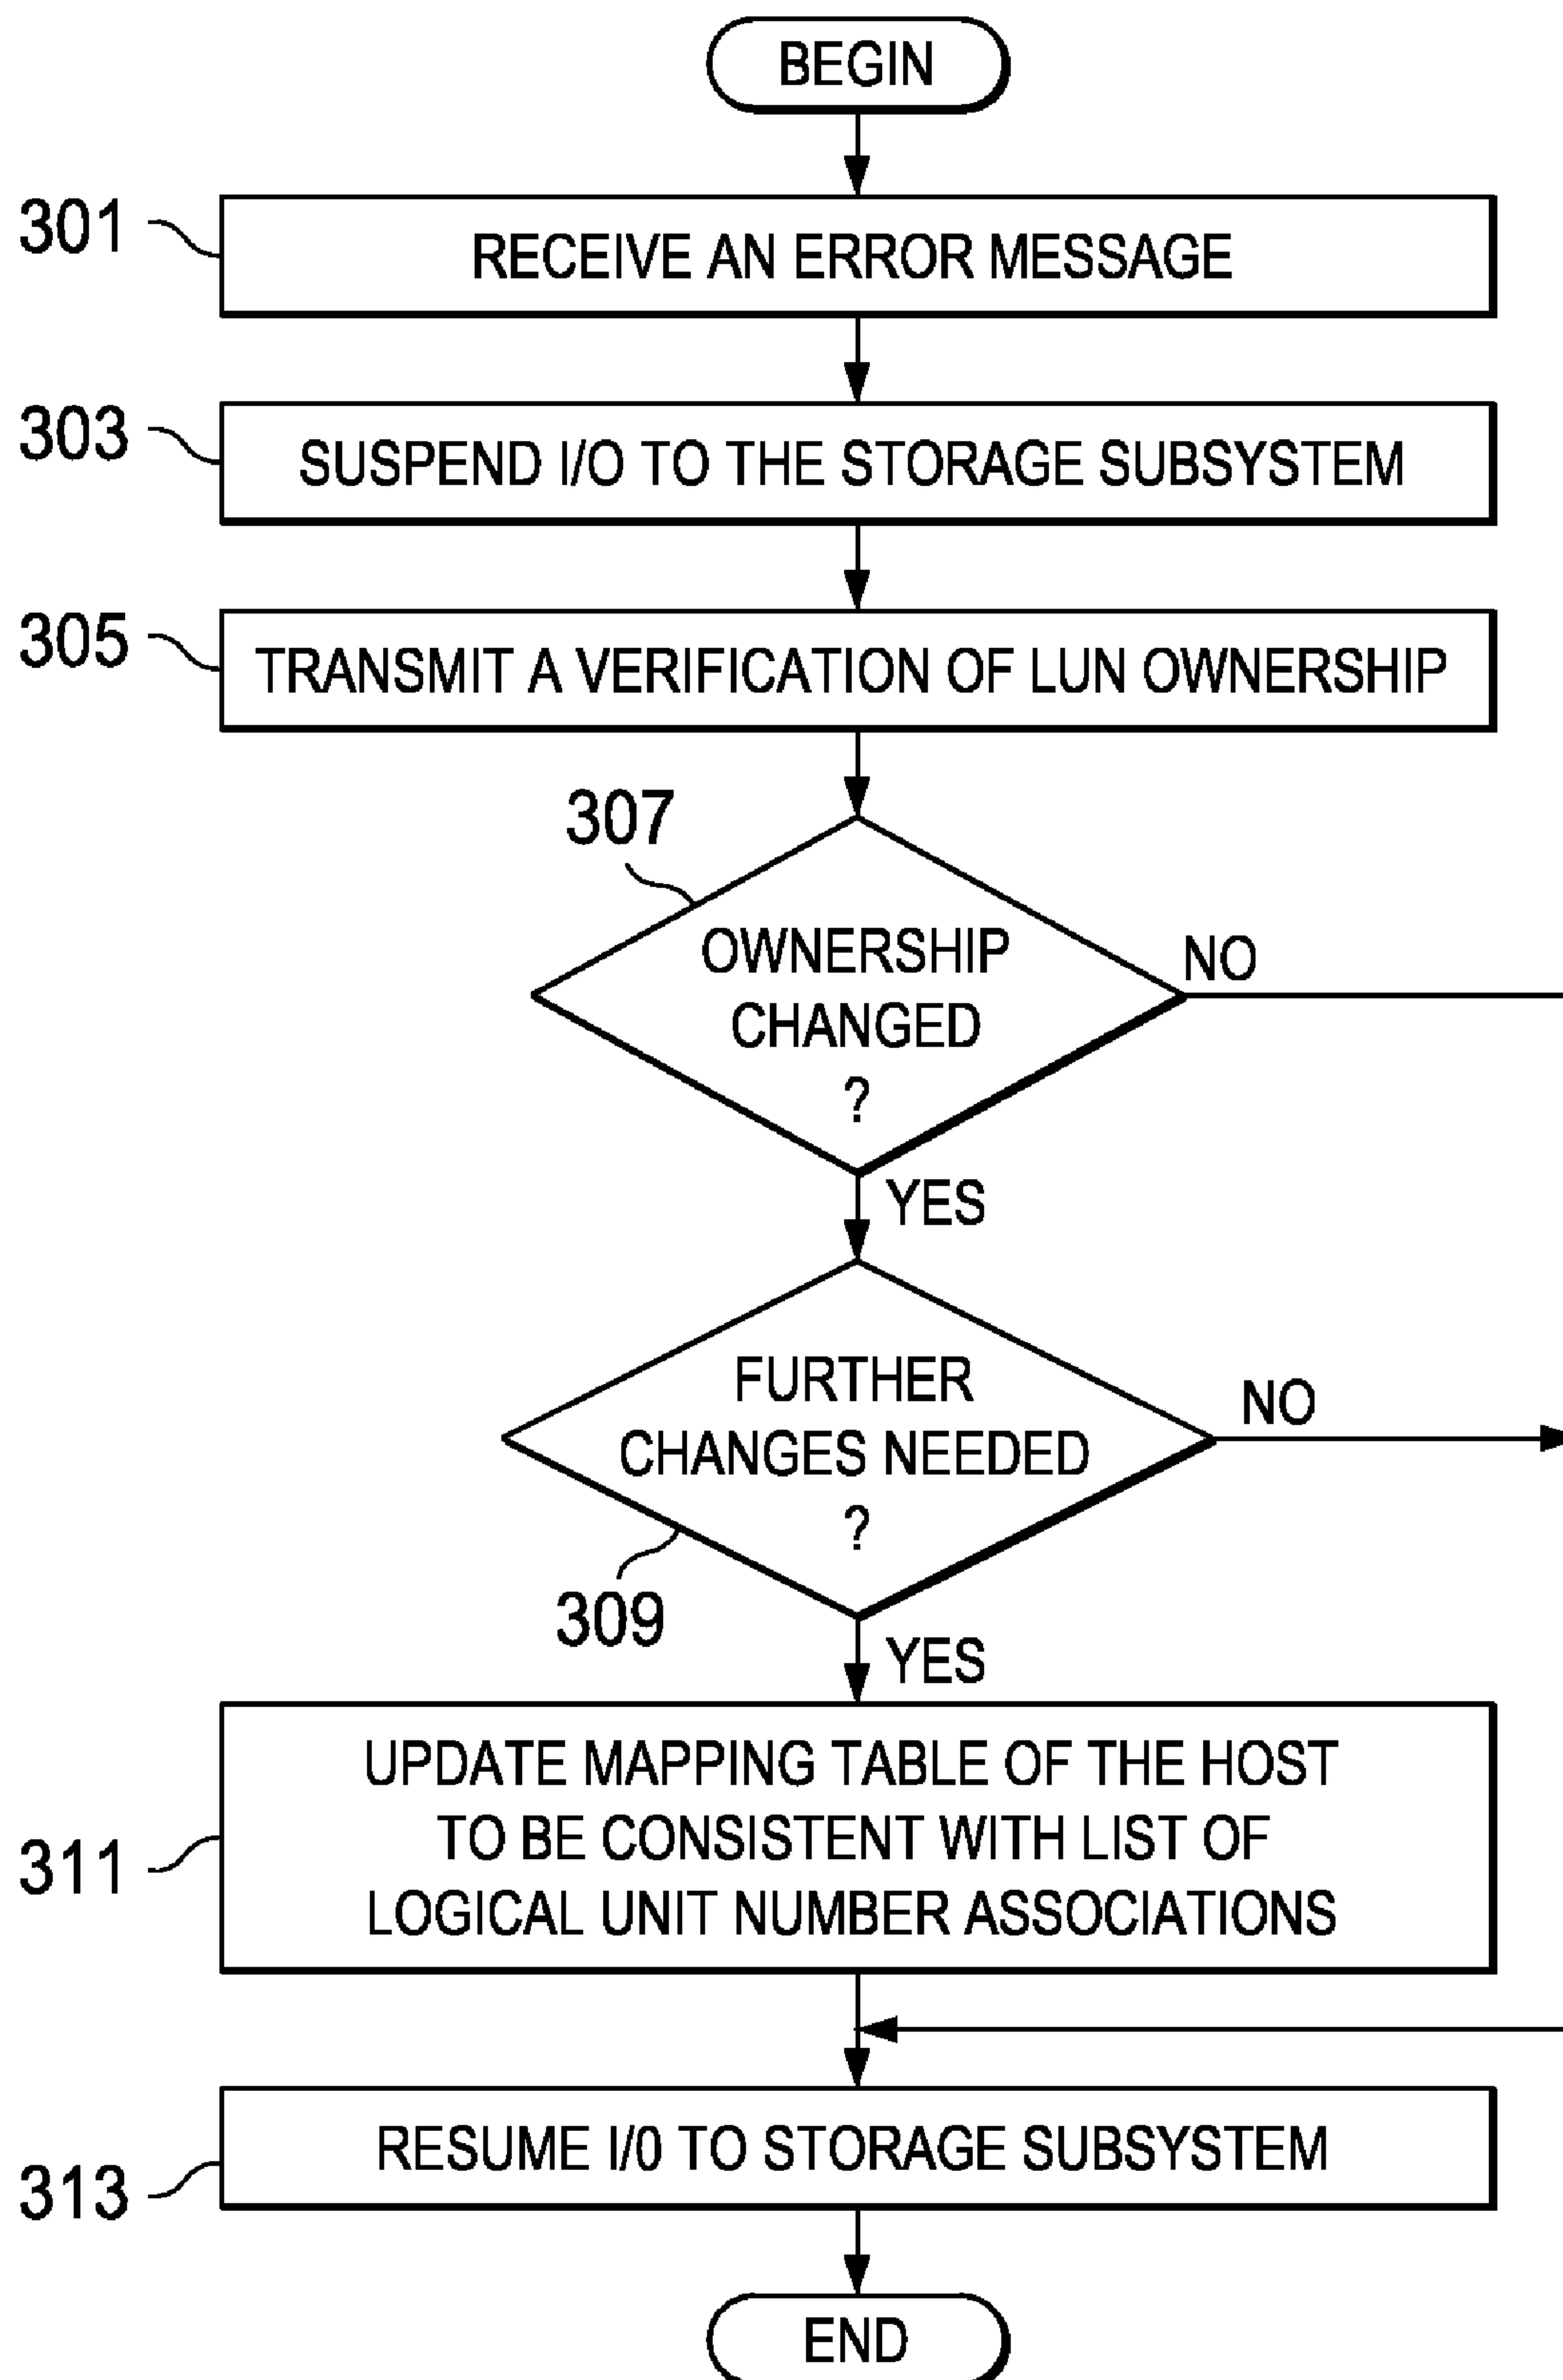 BEGIN
301
RECEIVE AN ERROR MESSAGE
303
SUSPEND I/O TO THE STORAGE SUBSYSTEM
305
TRANSMIT A VERIFICATION OF LUN OWNERSHIP
307
OWNERSHIP
CHANGED
?
NO
YES
FURTHER
CHANGES NEEDED
?
NO
309
YES
311
UPDATE MAPPING TABLE OF THE HOST
TO BE CONSISTENT WITH LIST OF
LOGICAL UNIT NUMBER ASSOCIATIONS
313
RESUME I/0 TO STORAGE SUBSYSTEM
END